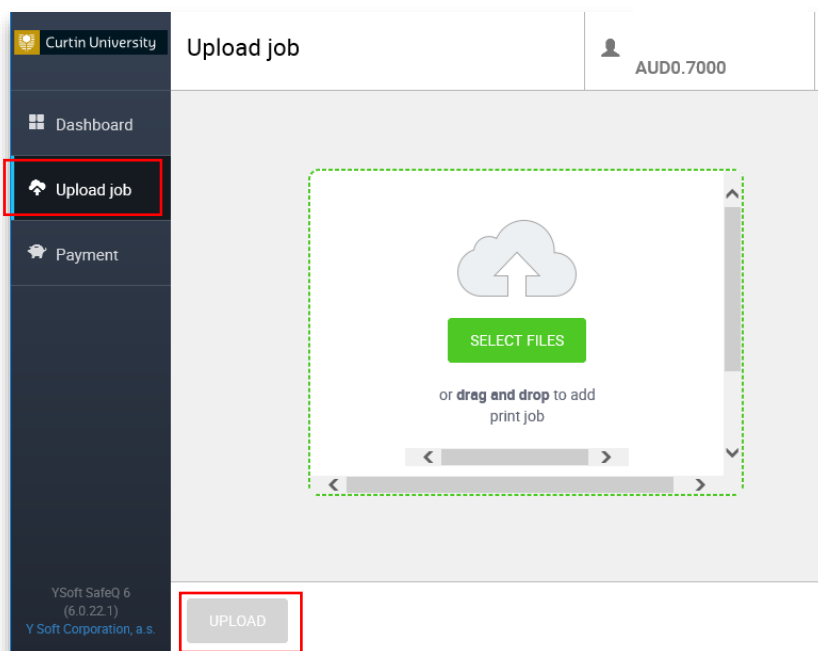 Curtin University
Upload job
AUD0.7000
Dashboard
Upload job
Payment
SELECT FILES
or drag and drop to add
print job
YSoft SafeQ 6
(6.0.22.1)
Y Soft Corporation, a.s.
UPLOAD